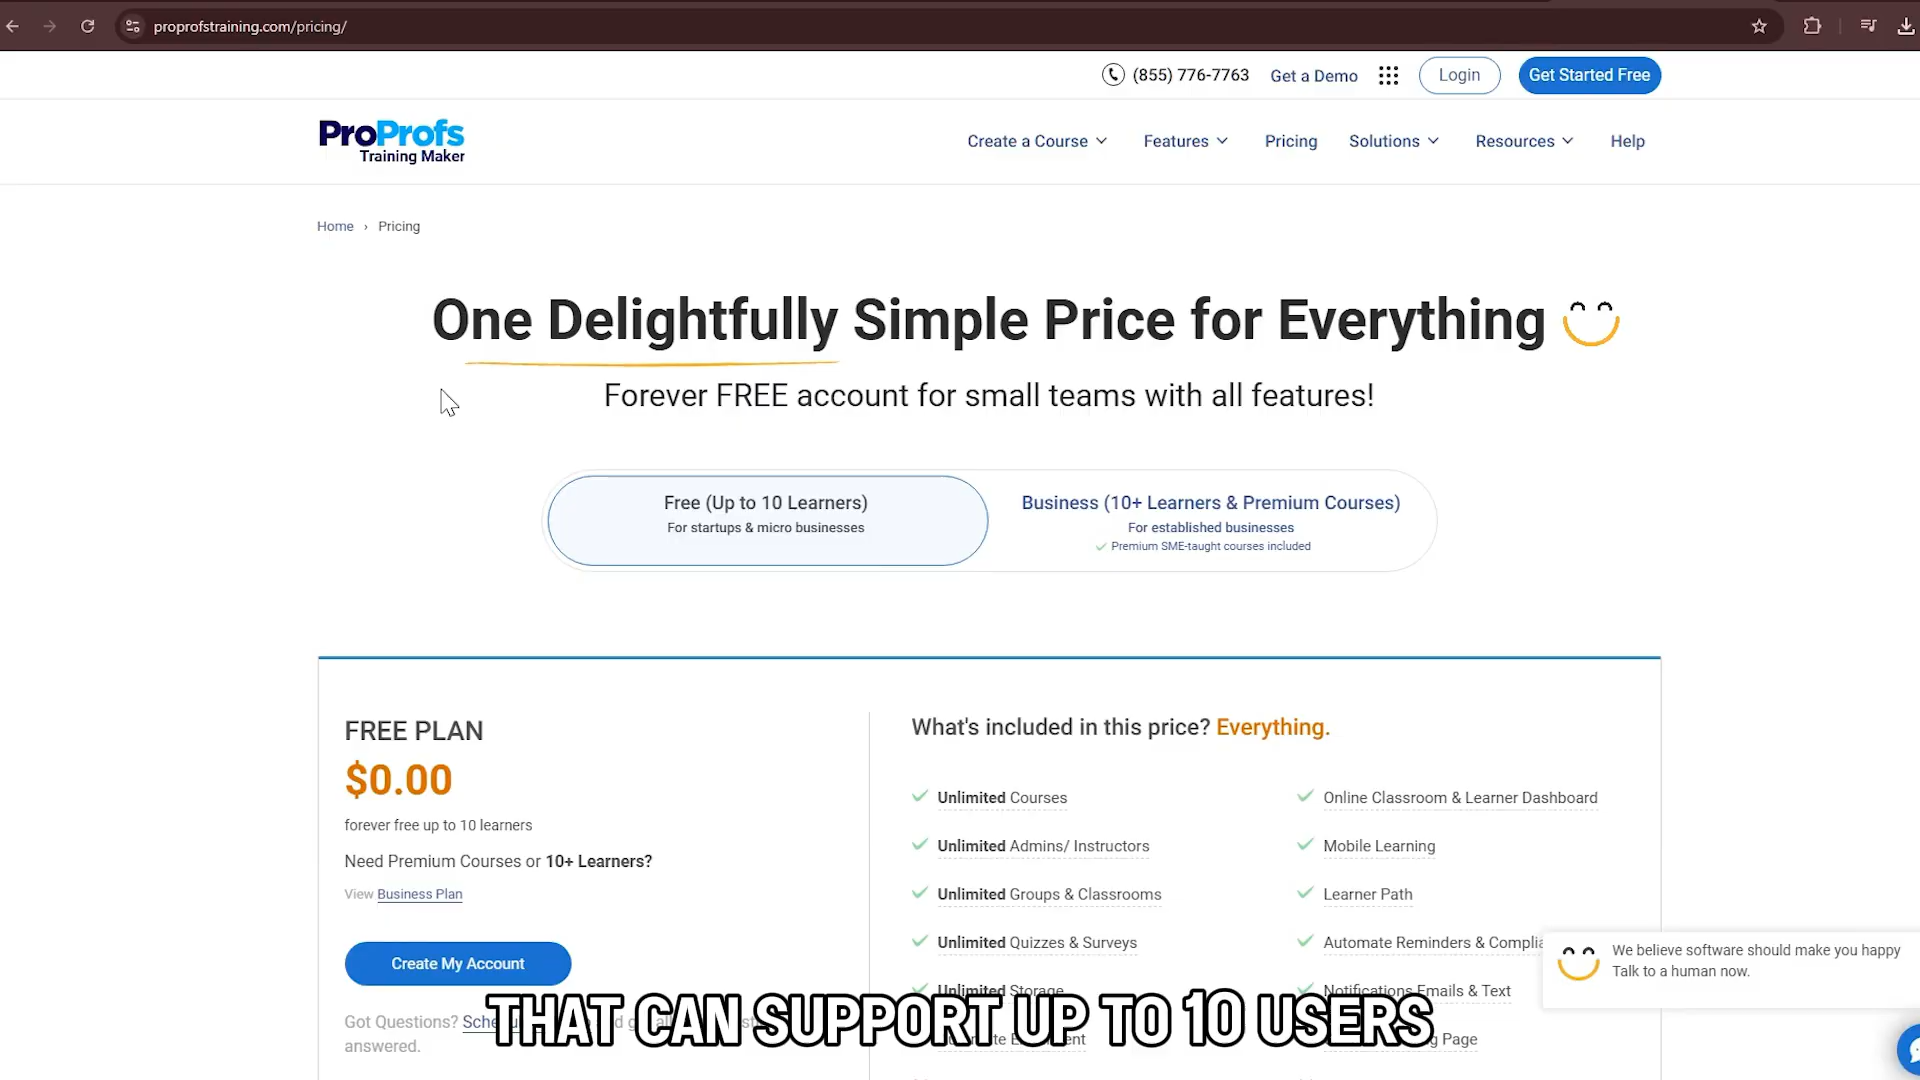 proprofstraining.com/pricing/
(855) 776-7763
Get a Demo
Login
Get Started Free
ProProfs
Training Maker
Create a Course
Features
Pricing
Solutions
Resources
Help
Home › Pricing
One Delightfully Simple Price for Everything
Forever FREE account for small teams with all features!
Free (Up to 10 Learners)
For startups & micro businesses
Business (10+ Learners & Premium Courses)
For established businesses
Premium SME-taught courses included
FREE PLAN
$0.00
forever free up to 10 learners
Need Premium Courses or 10+ Learners?
View Business Plan
Create My Account
Got Questions?
answered.
What's included in this price? Everything.
Unlimited Courses
Unlimited Admins/ Instructors
Unlimited Groups & Classrooms
Unlimited Quizzes & Surveys
Unlimited Storage
Online Classroom & Learner Dashboard
Mobile Learning
Learner Path
Automate Reminders &
Notifications Emails & Text
Page
We believe software should make you happy
Talk to a human now.
THAT CAN SUPPORT UP TO 10 USERS